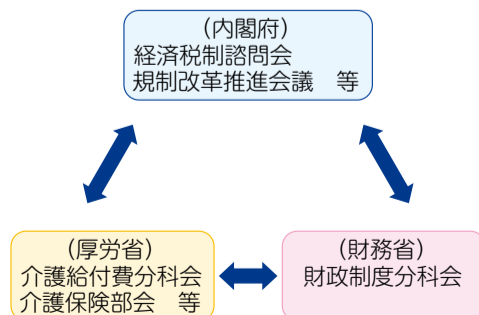 (内閣府)
経済税制諮問会
規制改革推進会議　等
(厚労省)
介護給付費分科会
介護保険部会　等
(財務省)
財政制度分科会